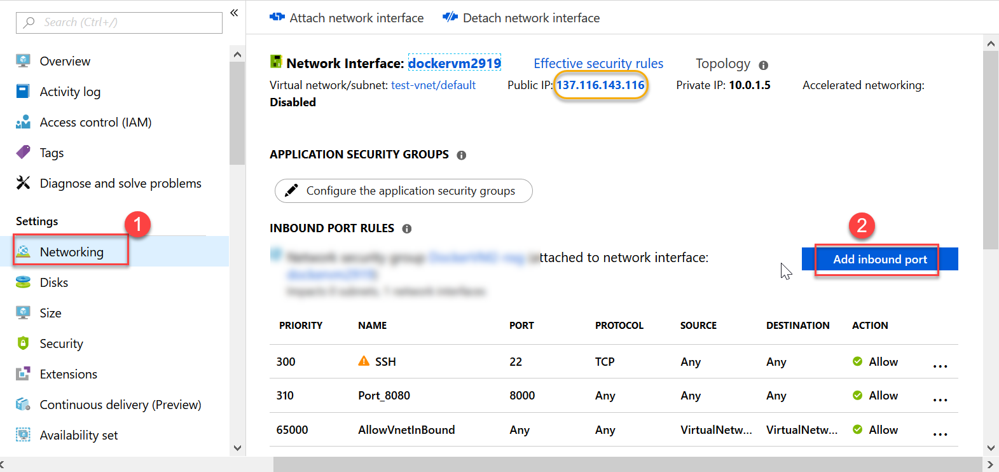 Search (Ctrl+/)
«
Overview
Activity log
Access control (IAM)
Tags
Diagnose and solve problems
Settings
1
Networking
Disks
Size
Security
Extensions
Continuous delivery (Preview)
Availability set
Attach network interface Detach network interface
Network Interface: dockervm2919 Effective security rules Topology
Virtual network/subnet: test-vnet/default Public IP: 137.116.143.116 Private IP: 10.0.1.5 Accelerated networking:
Disabled
APPLICATION SECURITY GROUPS
Configure the application security groups
INBOUND PORT RULES
2
ttached to network interface:
Add inbound port
PRIORITY NAME PORT PROTOCOL SOURCE DESTINATION ACTION
300 SSH 22 TCP Any Any Allow ...
310 Port_8080 8000 Any Any Any Allow ...
65000 AllowVnetInBound Any Any VirtualNetw... VirtualNetw... Allow ...